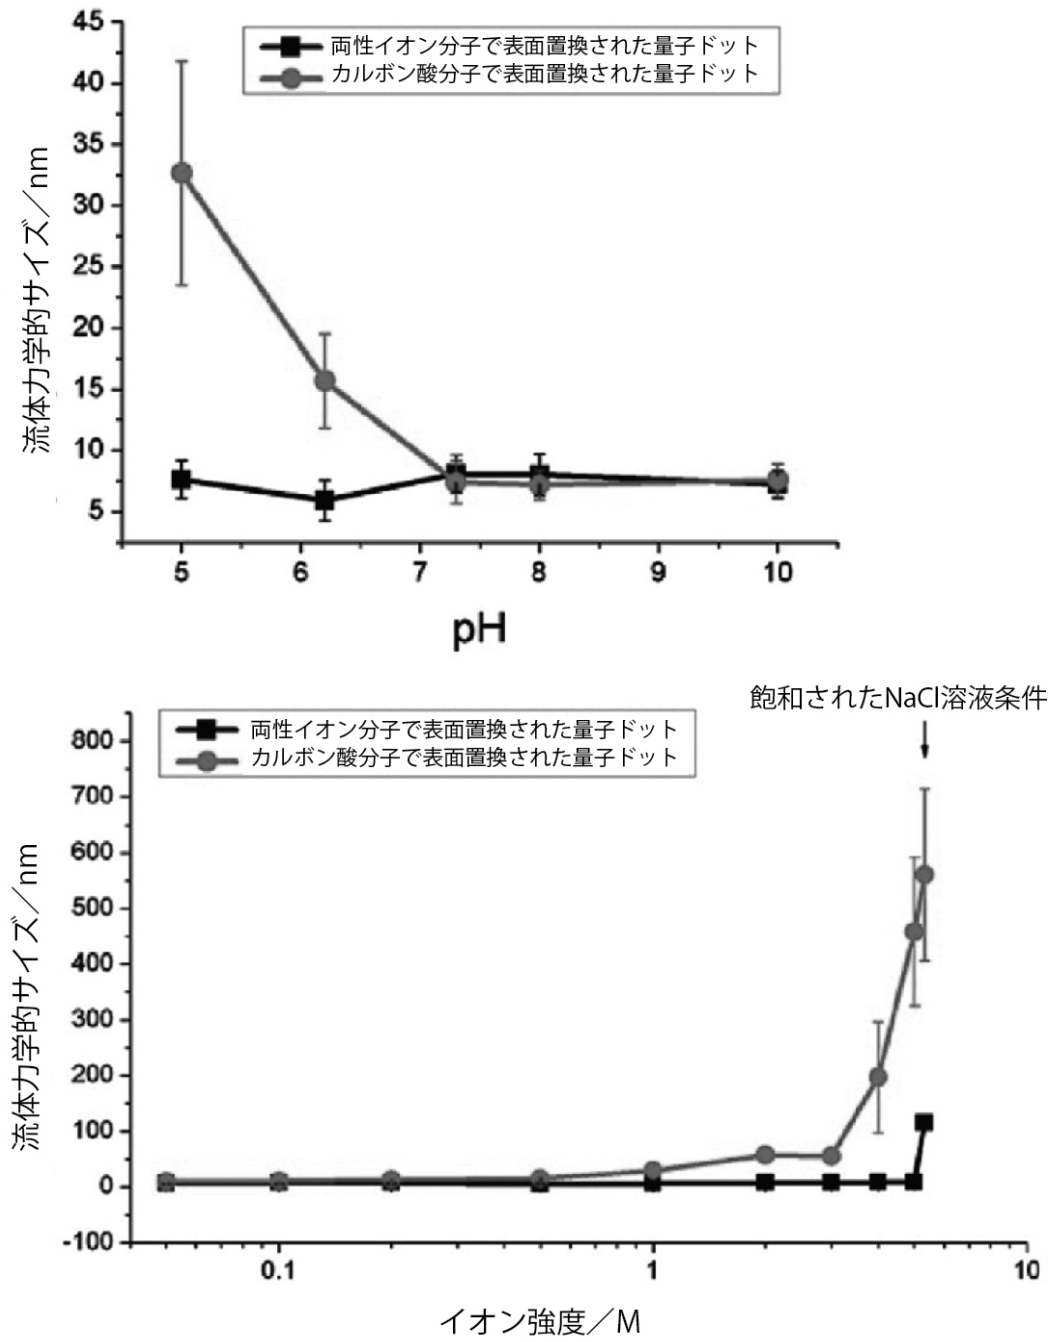 45
40
35
30
25
20
15
10
5
流体力学的サイズ／nm
両性イオン分子で表面置換された量子ドット
カルボン酸分子で表面置換された量子ドット
5 6 7 8 9 10
pH
飽和されたNaCl溶液条件
両性イオン分子で表面置換された量子ドット
カルボン酸分子で表面置換された量子ドット
800
700
600
500
400
300
200
100
0
-100
流体力学的サイズ／nm
0.1 1 10
イオン強度／M